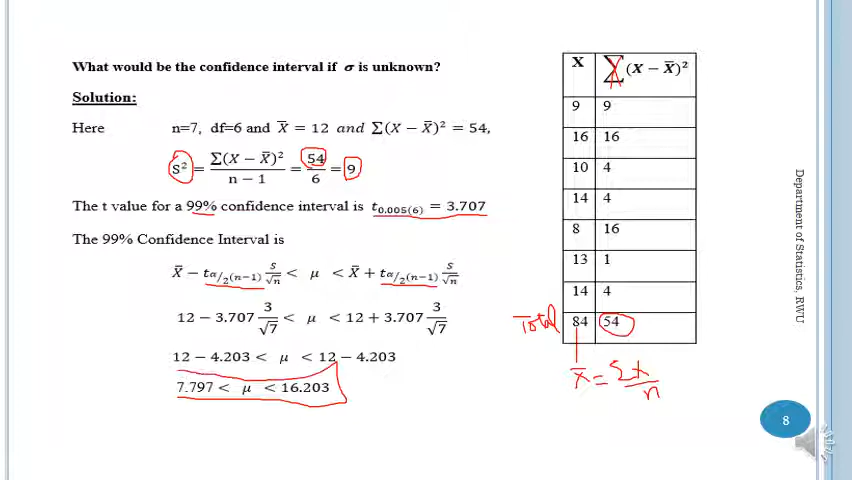 What would be the confidence interval if σ is unknown?
Solution:
Here n=7, df=6 and X̄ = 12 and ∑(X − X̄)² = 54,
S² = ∑(X − X̄)² / n − 1 = 54 / 6 = 9
The t value for a 99% confidence interval is t₀.₀₀₅₍₆₎ = 3.707
The 99% Confidence Interval is
X̄ − t α/₂(n−1) s/√n < μ < X̄ + t α/₂(n−1) s/√n
12 − 3.707 3/√7 < μ < 12 + 3.707 3/√7
12 − 4.203 < μ < 12 − 4.203
7.797 < μ < 16.203
X ∑(X − X̄)²
9 9
16 16
10 4
14 4
8 16
13 1
14 4
Total 84 54
X̄ = ΣX / n
Department of Statistics, RWU
8